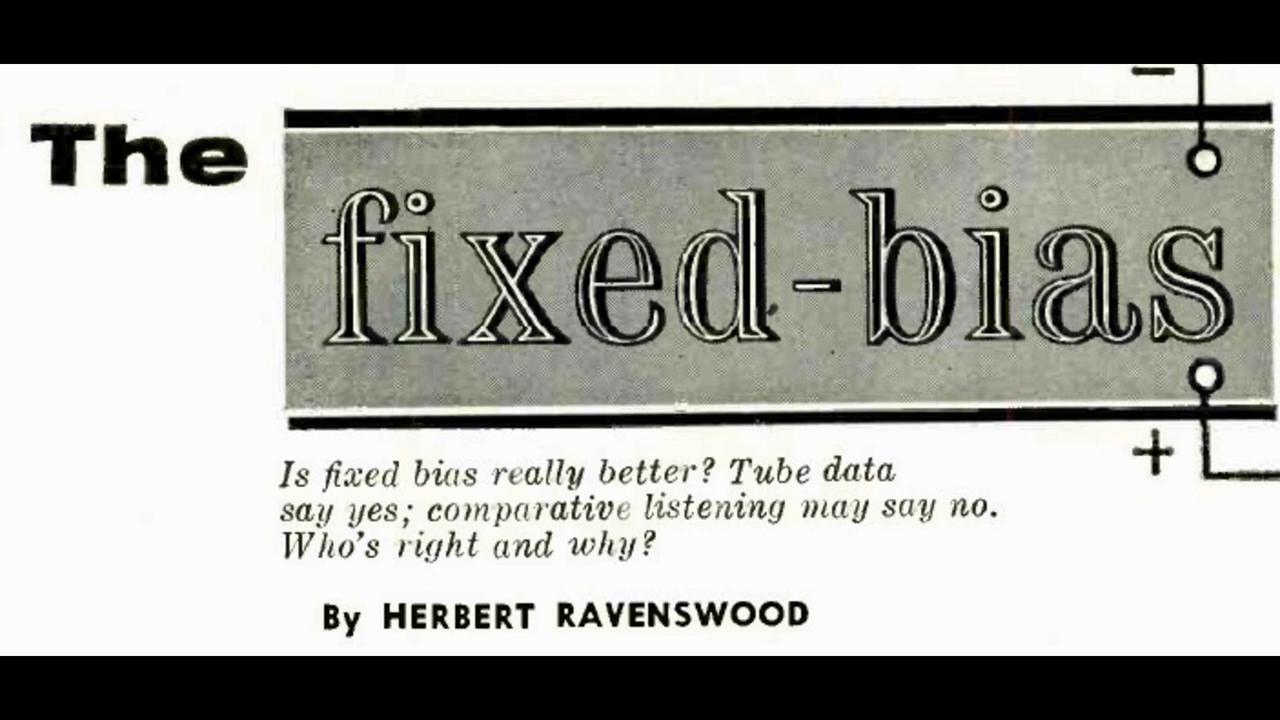 The fixed-bias
−
+
Is fixed bias really better? Tube data
say yes; comparative listening may say no.
Who's right and why?
By HERBERT RAVENSWOOD